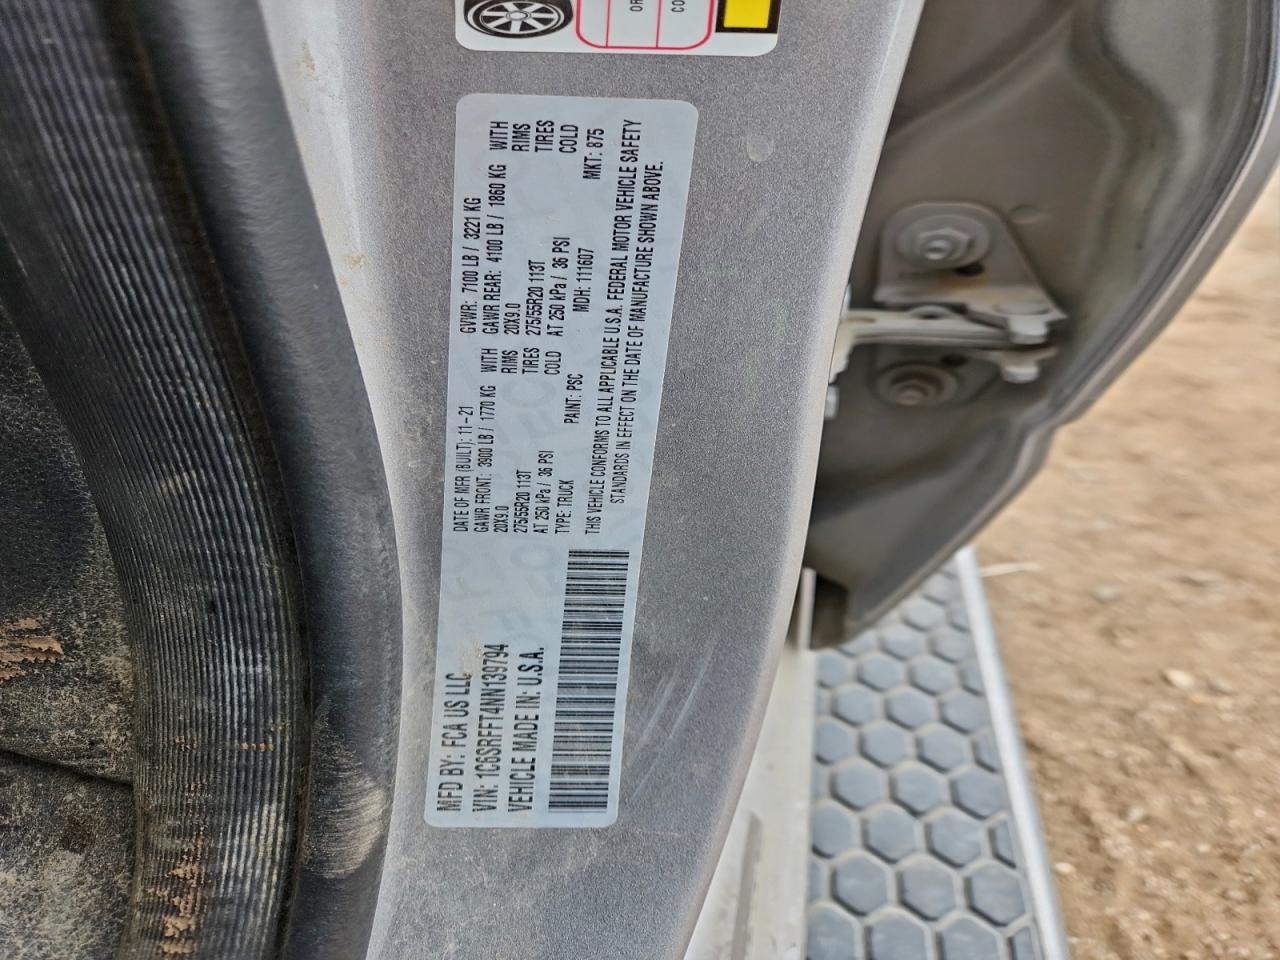 MFD BY: FCA US LLC
DATE OF MFR (BUILT): 11-21
GVWR: 7100 LB / 3221 KG
GAWR FRONT: 3900 LB / 1770 KG WITH
GAWR REAR: 4100 LB / 1860 KG WITH
20X9.0 RIMS
20X9.0 RIMS
275/55R20 113T TIRES
275/55R20 113T TIRES
AT 250 kPa / 36 PSI COLD
AT 250 kPa / 36 PSI COLD
VIN: 1C6SRFFT4NN139794
TYPE: TRUCK PAINT: PSC MDH: 111607 MKT: 875
VEHICLE MADE IN: U.S.A.
THIS VEHICLE CONFORMS TO ALL APPLICABLE U.S.A. FEDERAL MOTOR VEHICLE SAFETY
STANDARDS IN EFFECT ON THE DATE OF MANUFACTURE SHOWN ABOVE.